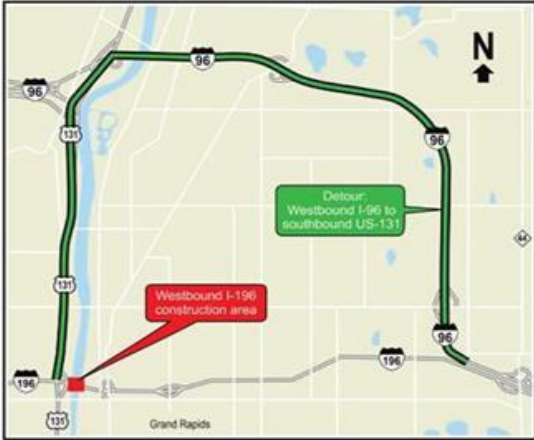 N
96
96
131
96
Detour:
Westbound I-96 to
southbound US-131
44
131
Westbound I-196
construction area
96
196
196
131
Grand Rapids